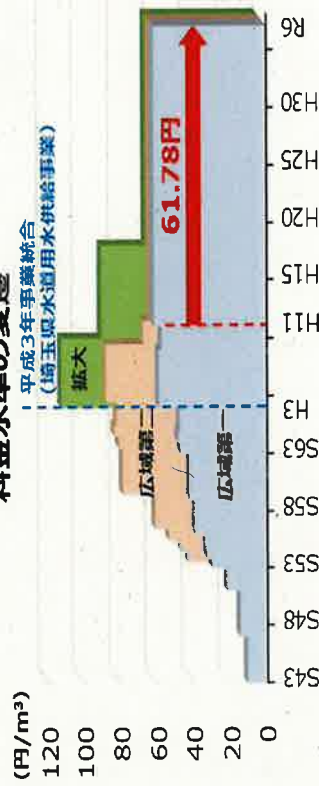 料金水準の変遷
平成3年事業統合
(埼玉県水道用水供給事業)
(円/m³)
120
100
80
60
40
20
0
拡大
広域第二
広域第一
61.78円
S43
S48
S53
S58
S63
H3
H11
H15
H20
H25
H30
R6